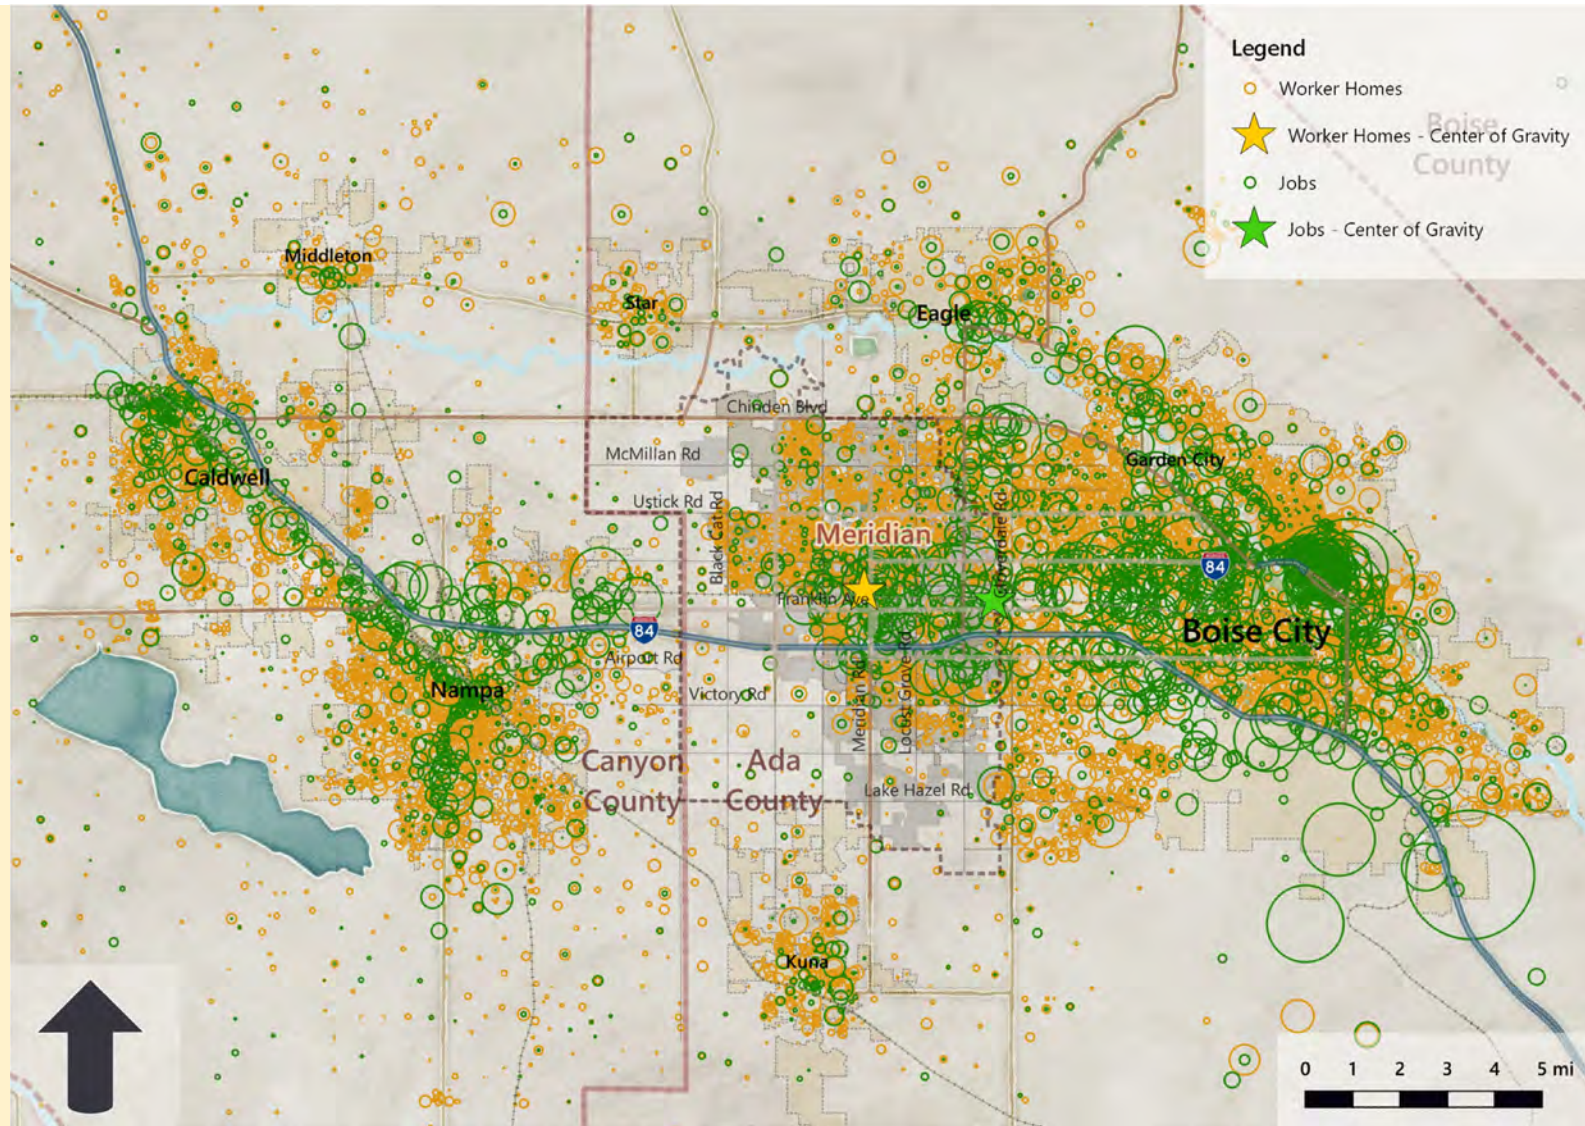 Legend
Worker Homes
Worker Homes - Center of Gravity
Jobs
Jobs - Center of Gravity
Boise
County
Middleton
Star
Eagle
Chinden Blvd
McMillan Rd
Garden City
Caldwell
Ustick Rd
Black Cat Rd
Meridian
84
Franklin Ave
84
Boise City
Airport Rd
Nampa
Victory Rd
Meridian Rd
Locust Grove Rd
Canyon
County
Ada
County
Lake Hazel Rd
Kuna
0 1 2 3 4 5 mi